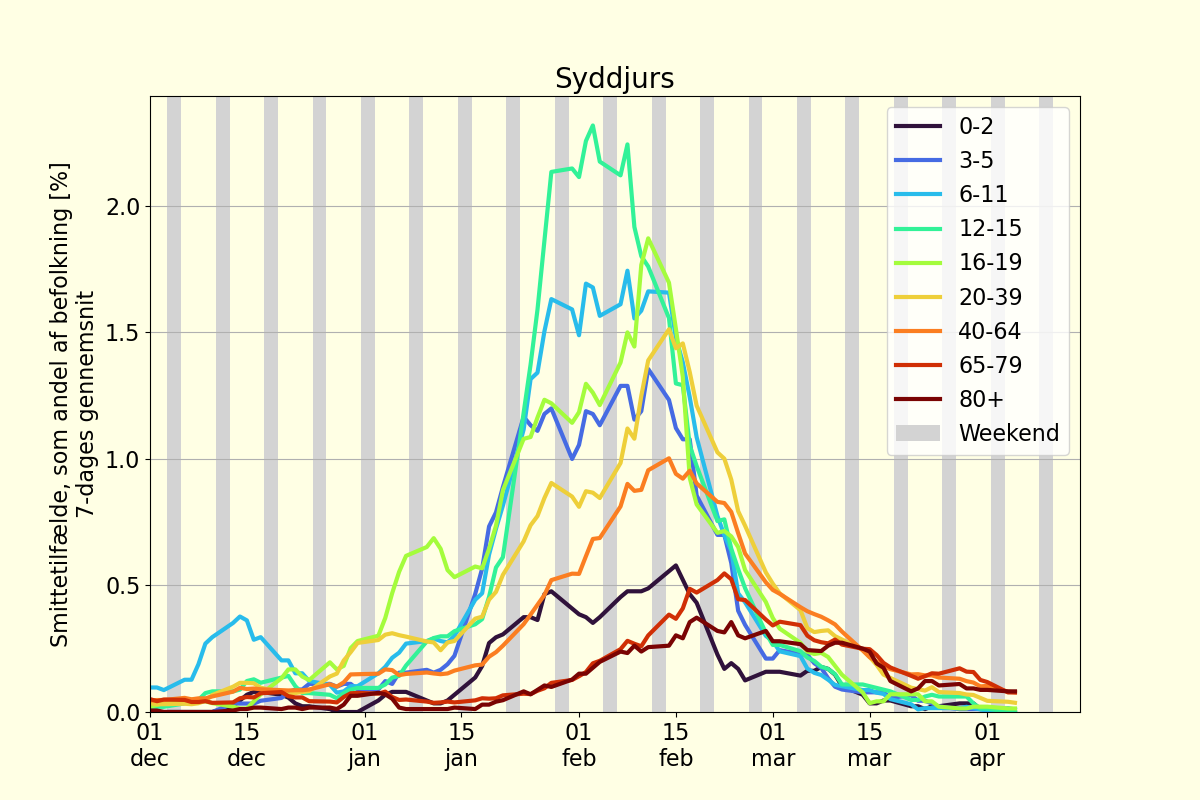 Syddjurs
Smittetilfælde, som andel af befolkning [%]
7-dages gennemsnit
2.0
1.5
1.0
0.5
0.0
0-2
3-5
6-11
12-15
16-19
20-39
40-64
65-79
80+
Weekend
01 15 01 15 01 15 01 15 01
dec dec jan jan feb feb mar mar apr